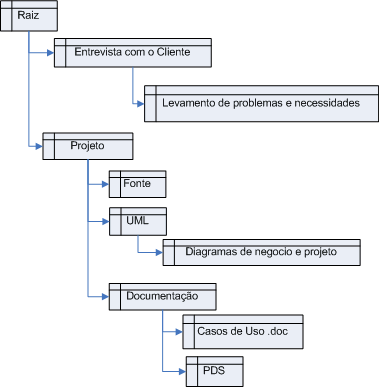 Raiz
Entrevista com o Cliente
Levamento de problemas e necessidades
Projeto
Fonte
UML
Diagramas de negocio e projeto
Documentação
Casos de Uso .doc
PDS